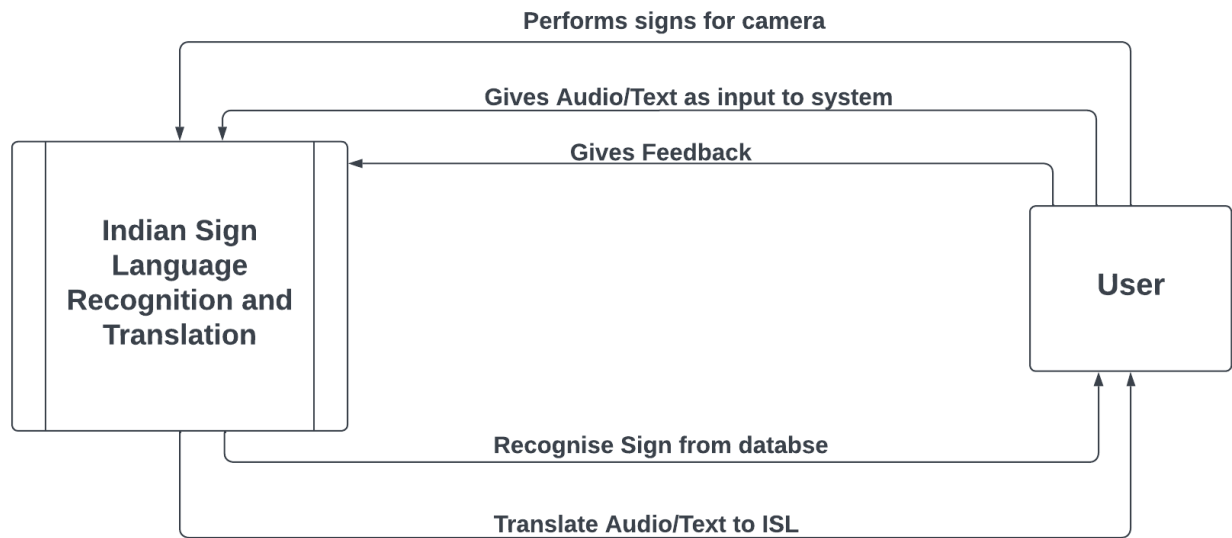 Performs signs for camera
Gives Audio/Text as input to system
Gives Feedback
Indian Sign
Language
Recognition and
Translation
User
Recognise Sign from databse
Translate Audio/Text to ISL